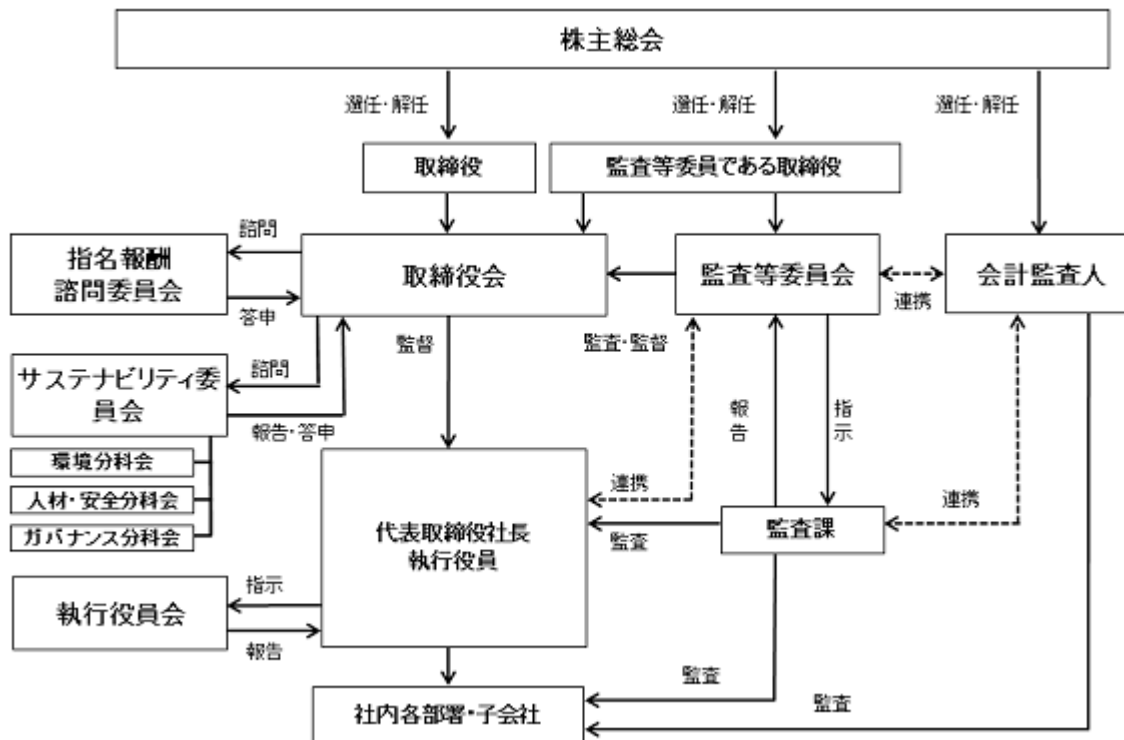 株主総会
選任・解任
選任・解任
選任・解任
取締役
監査等委員である取締役
諮問
指名報酬
諮問委員会
答申
取締役会
監査等委員会
連携
会計監査人
監督
監査・監督
サステナビリティ委
員会
諮問
報告・答申
報告
指示
環境分科会
人材・安全分科会
ガバナンス分科会
連携
代表取締役社長
執行役員
監査
監査課
連携
執行役員会
指示
報告
監査
監査
社内各部署・子会社